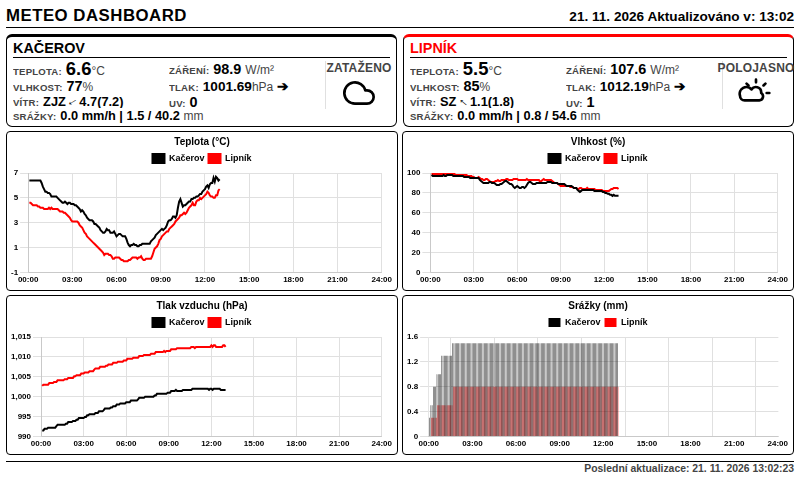 METEO DASHBOARD
21. 11. 2026 Aktualizováno v: 13:02
KAČEROV
TEPLOTA: 6.6°C
ZÁŘENÍ: 98.9 W/m²
ZATAŽENO
VLHKOST: 77%
TLAK: 1001.69hPa ➔
VÍTR: ZJZ ← 4.7(7.2)
UV: 0
SRÁŽKY: 0.0 mm/h | 1.5 / 40.2 mm
LIPNÍK
TEPLOTA: 5.5°C
ZÁŘENÍ: 107.6 W/m²
POLOJASNO
VLHKOST: 85%
TLAK: 1012.19hPa ➔
VÍTR: SZ ← 1.1(1.8)
UV: 1
SRÁŽKY: 0.0 mm/h | 0.8 / 54.6 mm
Teplota (°C)
Kačerov Lipník
7
5
3
1
-1
00:00 03:00 06:00 09:00 12:00 15:00 18:00 21:00 24:00
Vlhkost (%)
Kačerov Lipník
100
80
60
40
20
0
00:00 03:00 06:00 09:00 12:00 15:00 18:00 21:00 24:00
Tlak vzduchu (hPa)
Kačerov Lipník
1,015
1,010
1,005
1,000
995
990
00:00 03:00 06:00 09:00 12:00 15:00 18:00 21:00 24:00
Srážky (mm)
Kačerov Lipník
1.6
1.2
0.8
0.4
0
00:00 03:00 06:00 09:00 12:00 15:00 18:00 21:00 24:00
Poslední aktualizace: 21. 11. 2026 13:02:23